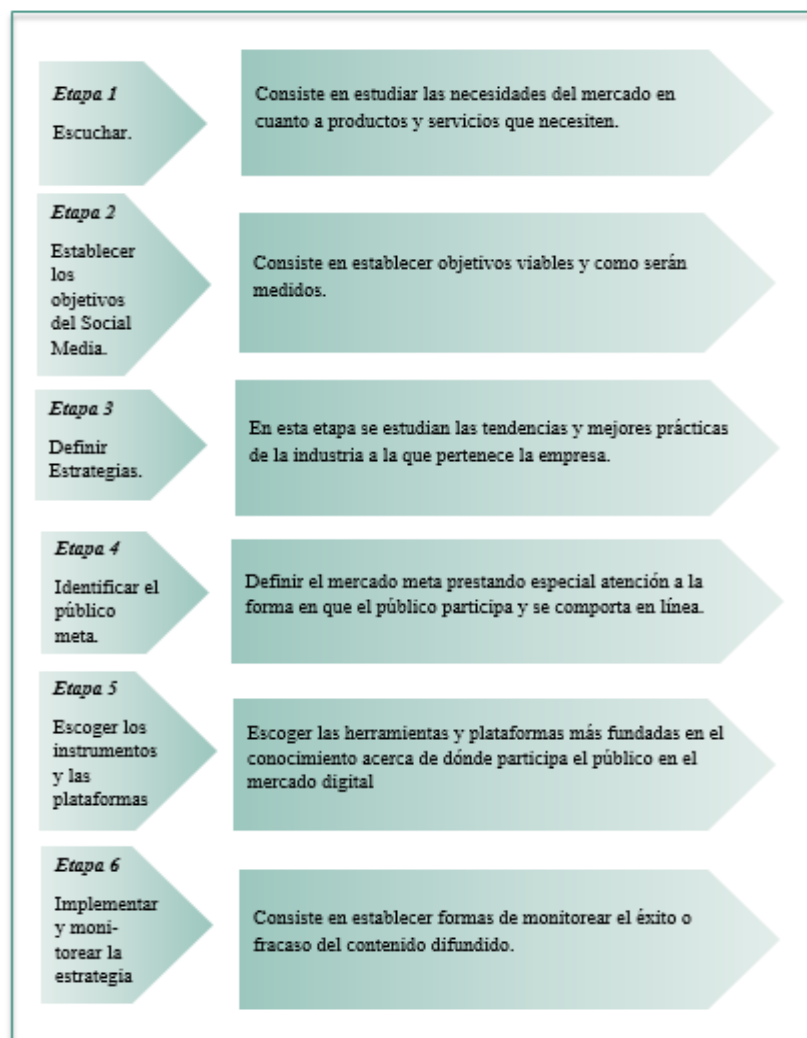 Etapa 1
Escuchar.
Consiste en estudiar las necesidades del mercado en
cuanto a productos y servicios que necesiten.
Etapa 2
Establecer
los
objetivos
del Social
Media.
Consiste en establecer objetivos viables y como serán
medidos.
Etapa 3
Definir
Estrategias.
En esta etapa se estudian las tendencias y mejores prácticas
de la industria a la que pertenece la empresa.
Etapa 4
Identificar el
público
meta.
Definir el mercado meta prestando especial atención a la
forma en que el público participa y se comporta en línea.
Etapa 5
Escoger los
instrumentos
y las
plataformas
Escoger las herramientas y plataformas más fundadas en el
conocimiento acerca de dónde participa el público en el
mercado digital
Etapa 6
Implementar
y moni-
torear la
estrategia
Consiste en establecer formas de monitorear el éxito o
fracaso del contenido difundido.